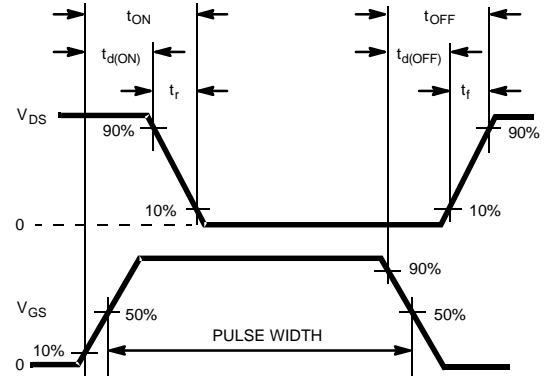 tON tOFF
td(ON) td(OFF)
tr tf
VDS
90% 90%
10% 10%
0
90%
VGS 50% 50%
PULSE WIDTH
10%
0